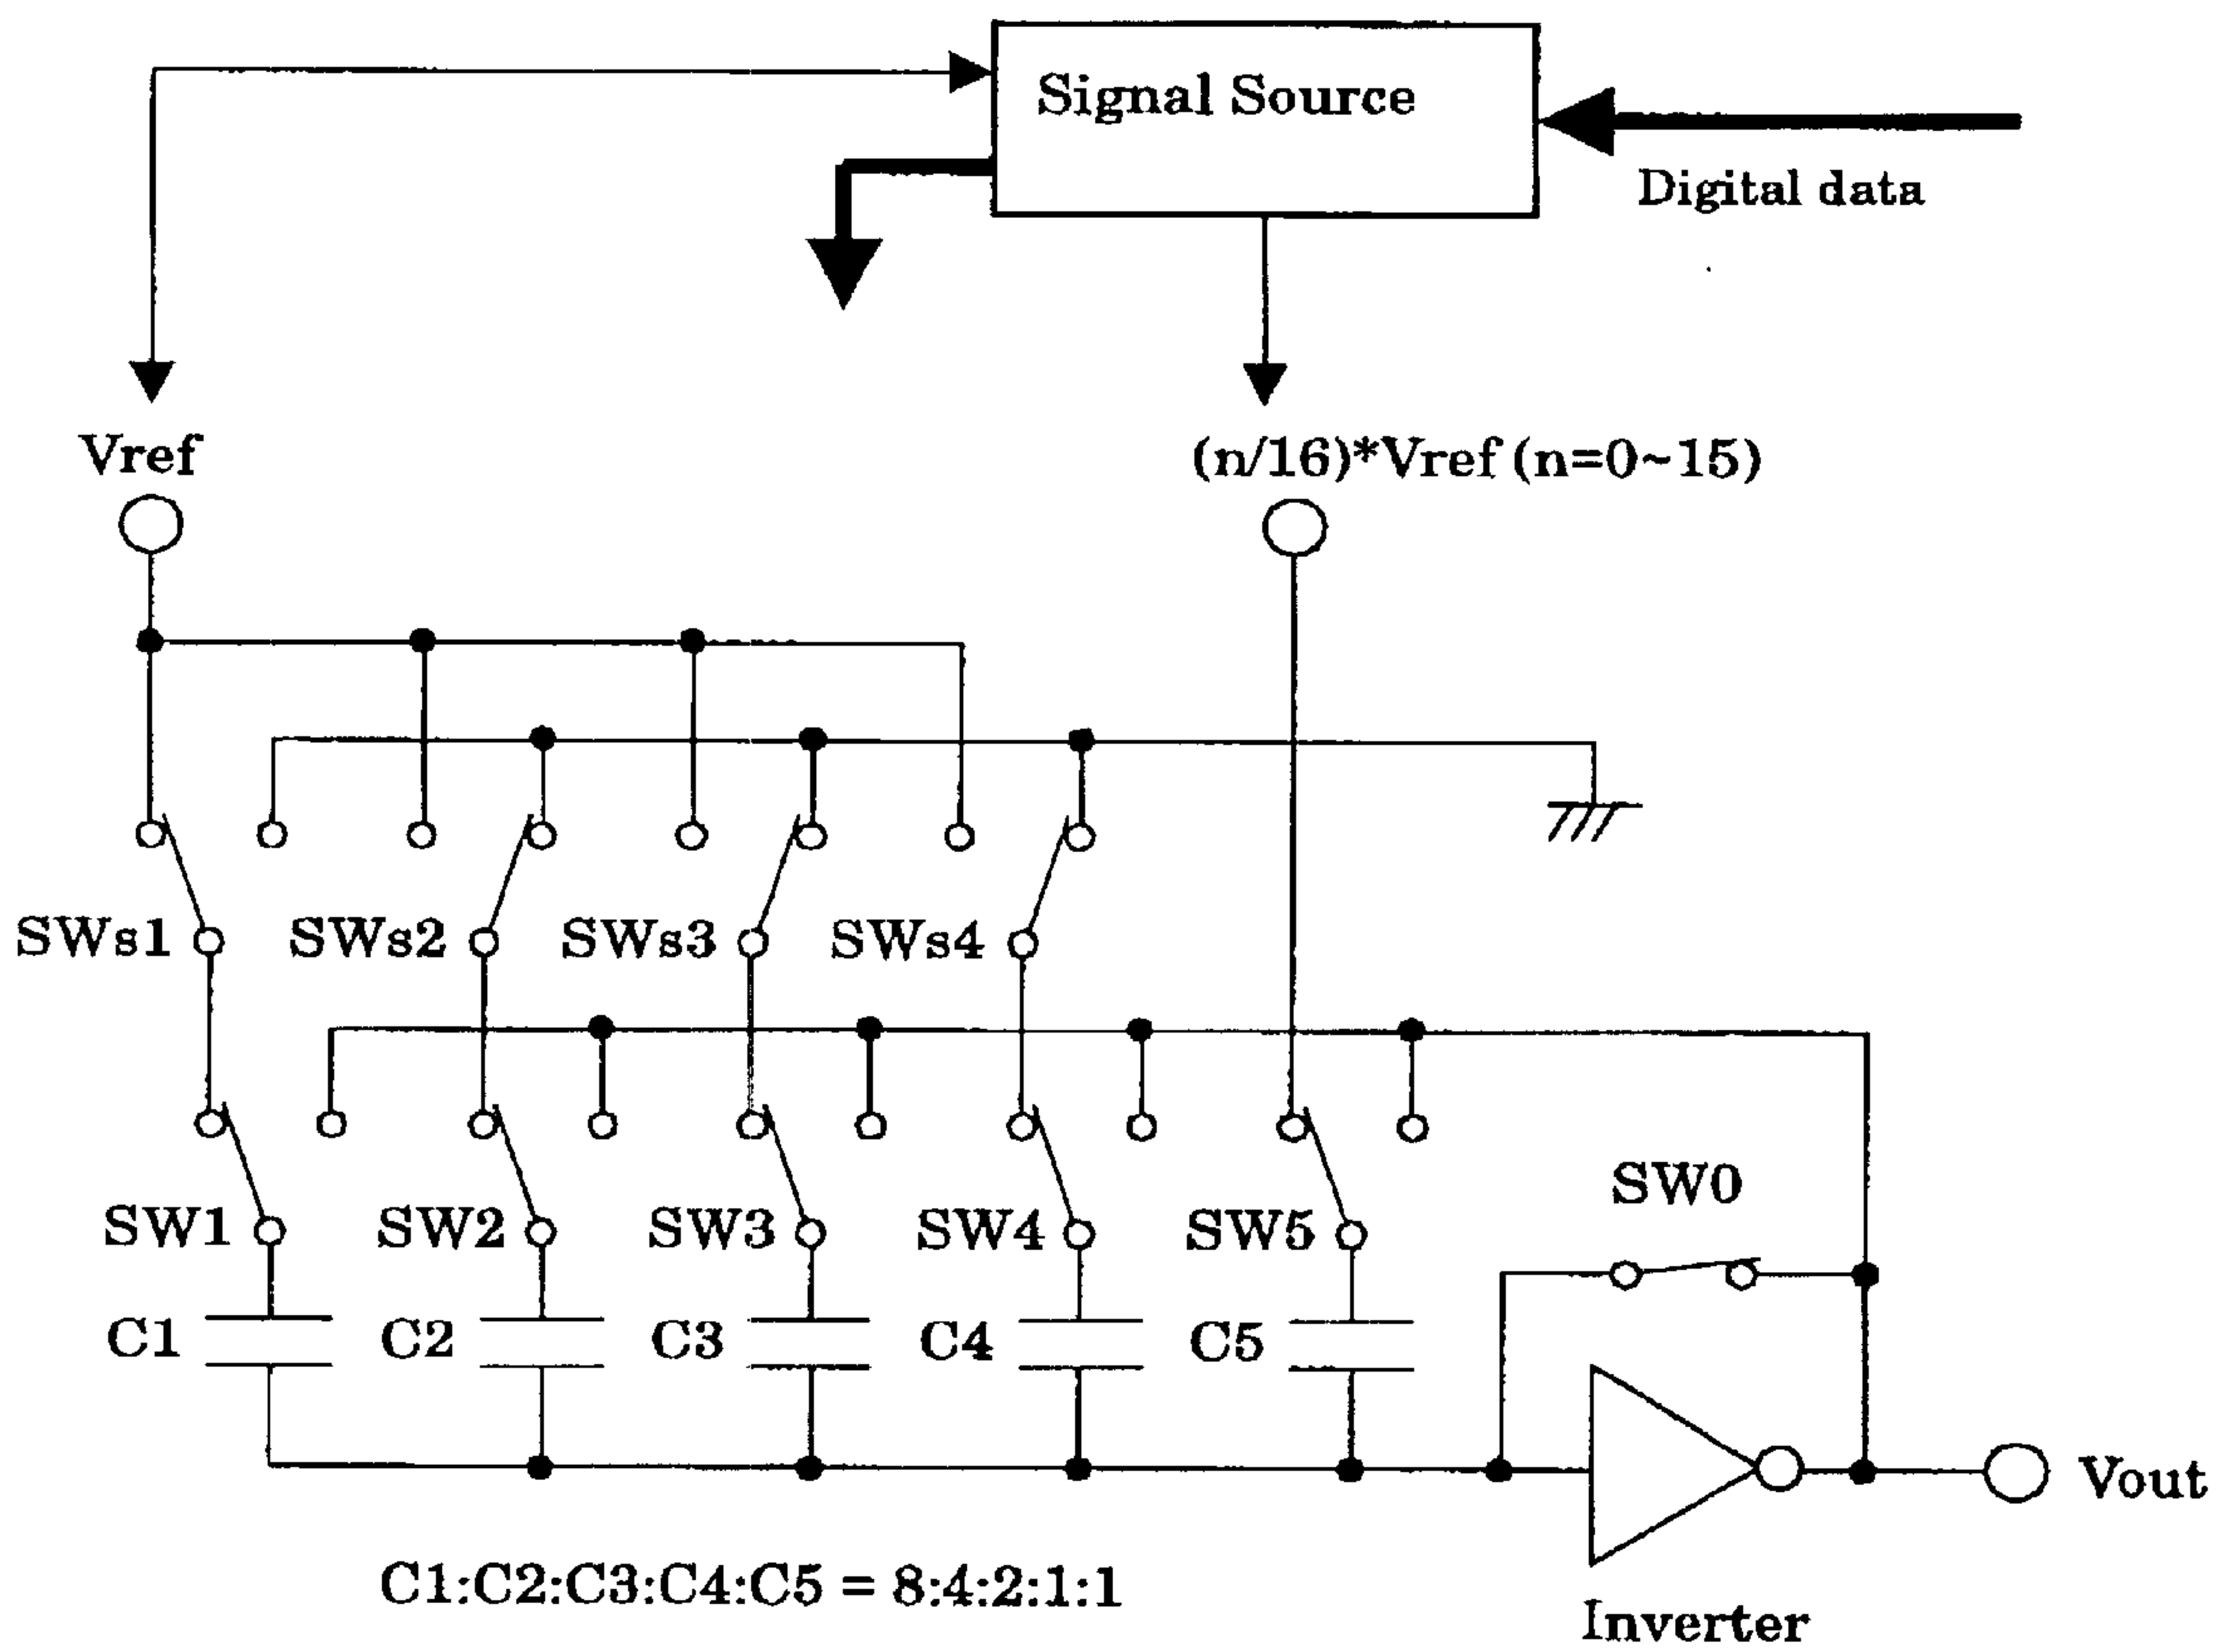 Signal Source
Digital data
Vref
(n/16)*Vref (n=0~15)
SWs1
SWs2
SWs3
SWs4
SW1
SW2
SW3
SW4
SW5
SW0
C1
C2
C3
C4
C5
Vout
C1:C2:C3:C4:C5 = 8:4:2:1:1
Inverter